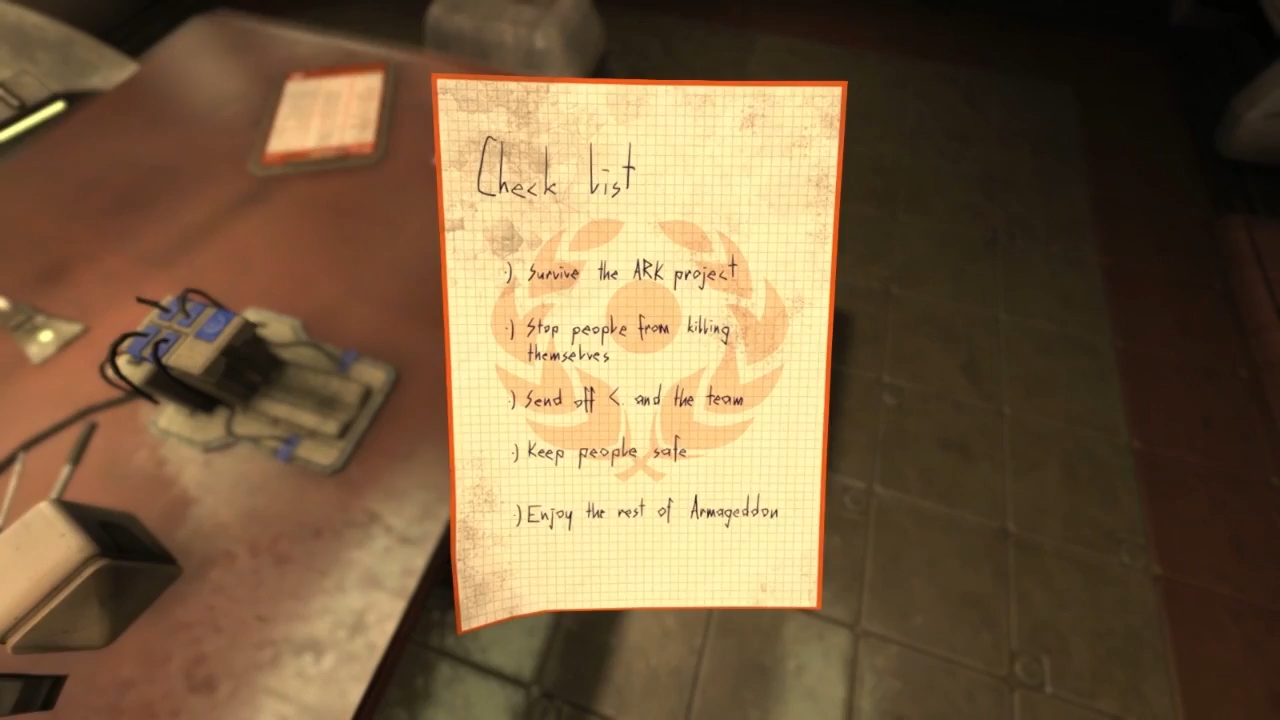 Check list
·) Survive the ARK project
·) Stop people from killing
themselves
·) Send off C. and the team
·) Keep people safe
·) Enjoy the rest of Armageddon